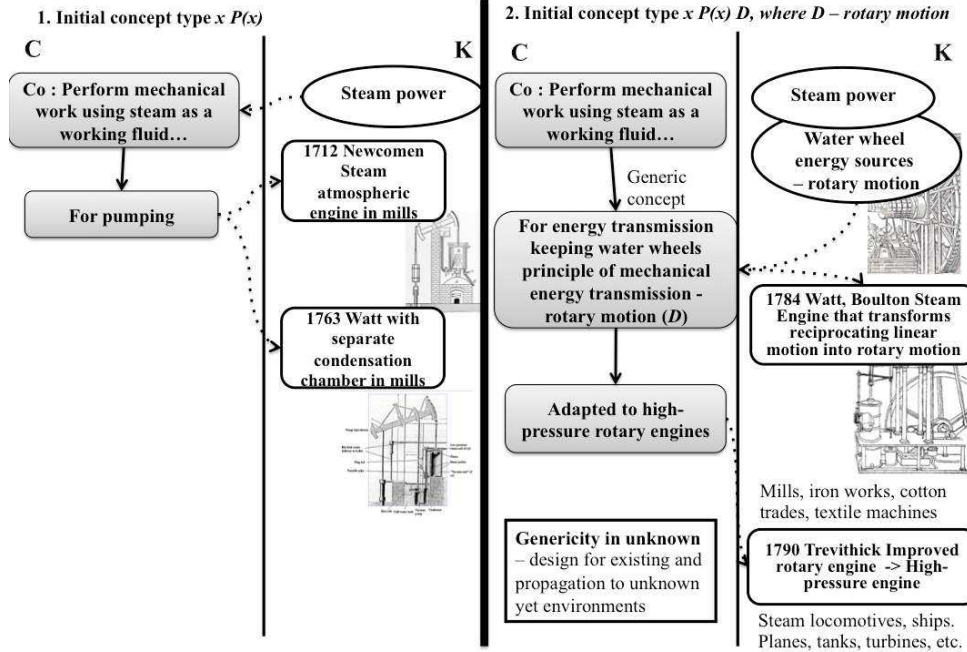 1. Initial concept type x P(x)
C
K
Co : Perform mechanical
work using steam as a
working fluid…
Steam power
For pumping
1712 Newcomen
Steam
atmospheric
engine in mills
1763 Watt with
separate
condensation
chamber in mills
2. Initial concept type x P(x) D, where D – rotary motion
C
K
Co : Perform mechanical
work using steam as a
working fluid…
Steam power
Water wheel
energy sources
– rotary motion
Generic
concept
For energy transmission
keeping water wheels
principle of mechanical
energy transmission -
rotary motion (D)
1784 Watt, Boulton Steam
Engine that transforms
reciprocating linear
motion into rotary motion
Adapted to high-
pressure rotary engines
Mills, iron works, cotton
trades, textile machines
Genericity in unknown
– design for existing and
propagation to unknown
yet environments
1790 Trevithick Improved
rotary engine -> High-
pressure engine
Steam locomotives, ships.
Planes, tanks, turbines, etc.